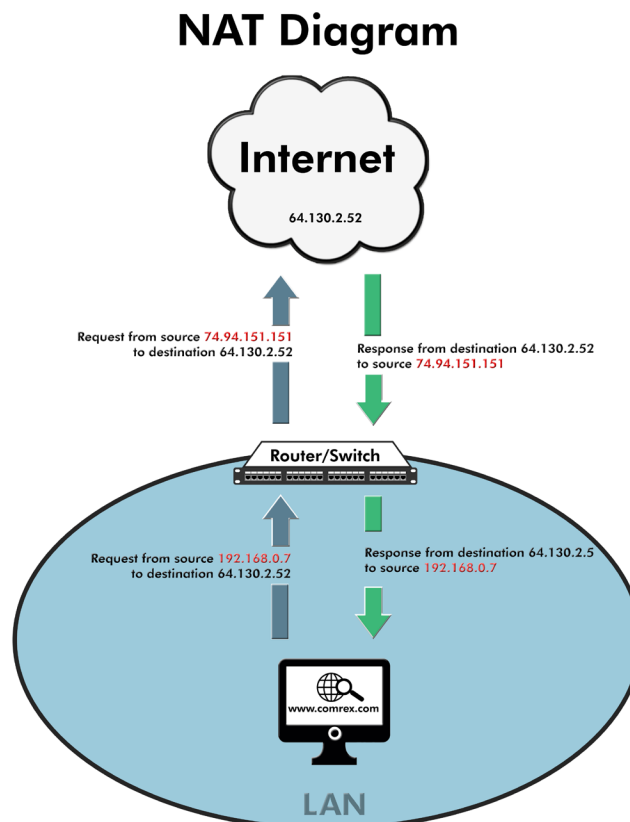 NAT Diagram
Internet
64.130.2.52
Request from source 74.94.151.151
to destination 64.130.2.52
Response from destination 64.130.2.52
to source 74.94.151.151
Router/Switch
Request from source 192.168.0.7
to destination 64.130.2.52
Response from destination 64.130.2.5
to source 192.168.0.7
www.comrex.com
LAN